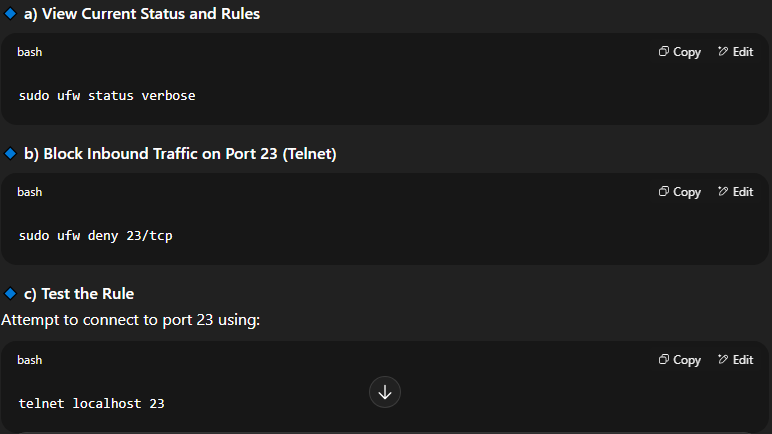 a) View Current Status and Rules
bash Copy Edit
sudo ufw status verbose
b) Block Inbound Traffic on Port 23 (Telnet)
bash Copy Edit
sudo ufw deny 23/tcp
c) Test the Rule
Attempt to connect to port 23 using:
bash Copy Edit
telnet localhost 23